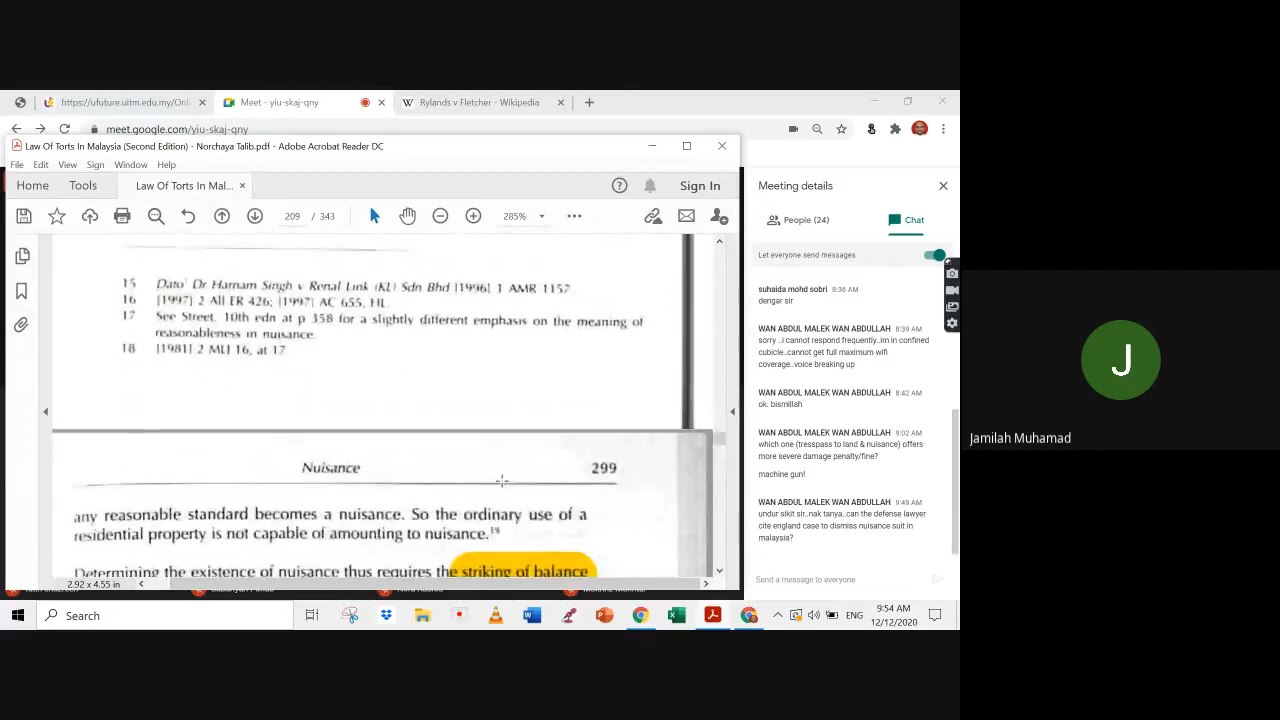 https://ufuture.uitm.edu.my/Onl
Meet - yiu-skaj-qny
Rylands v Fletcher - Wikipedia
meet.google.com/yiu-skaj-qny
Law Of Torts In Malaysia (Second Edition) - Norchaya Talib.pdf - Adobe Acrobat Reader DC
File Edit View Sign Window Help
Home Tools Law Of Torts In Mal... Sign In
209 / 343 285%
15 Dato' Dr Harnam Singh v Renal Link (KL) Sdn Bhd [1996] 1 AMR 1157
16 [1997] 2 All ER 426; [1997] AC 655, HL.
17 See Street, 10th edn at p 358 for a slightly different emphasis on the meaning of
reasonableness in nuisance.
18 [1981] 2 MLJ 16, at 17
Nuisance 299
any reasonable standard becomes a nuisance. So the ordinary use of a
residential property is not capable of amounting to nuisance.19
Determining the existence of nuisance thus requires the striking of balance
2.92 x 4.55 in
Meeting details
People (24) Chat
Let everyone send messages
suhaida mohd sobri 8:36 AM
dengar sir
WAN ABDUL MALEK WAN ABDULLAH 8:39 AM
sorry ..i cannot respond frequently..im in confined
cubicle..cannot get full maximum wifi
coverage..voice breaking up
WAN ABDUL MALEK WAN ABDULLAH 8:42 AM
ok. bismillah
WAN ABDUL MALEK WAN ABDULLAH 9:02 AM
which one (tresspass to land & nuisance) offers
more severe damage penalty/fine?
machine gun!
WAN ABDUL MALEK WAN ABDULLAH 9:49 AM
undur sikit sir..nak tanya..can the defense lawyer
cite england case to dismiss nuisance suit in
malaysia?
Send a message to everyone
Search
ENG
9:54 AM
12/12/2020
J
Jamilah Muhamad